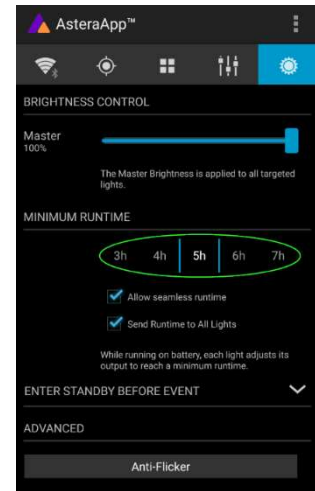 AsteraApp™
BRIGHTNESS CONTROL
Master
100%
The Master Brightness is applied to all targeted
lights.
MINIMUM RUNTIME
3h 4h 5h 6h 7h
Allow seamless runtime
Send Runtime to All Lights
While running on battery, each light adjusts its
output to reach a minimum runtime.
ENTER STANDBY BEFORE EVENT
ADVANCED
Anti-Flicker